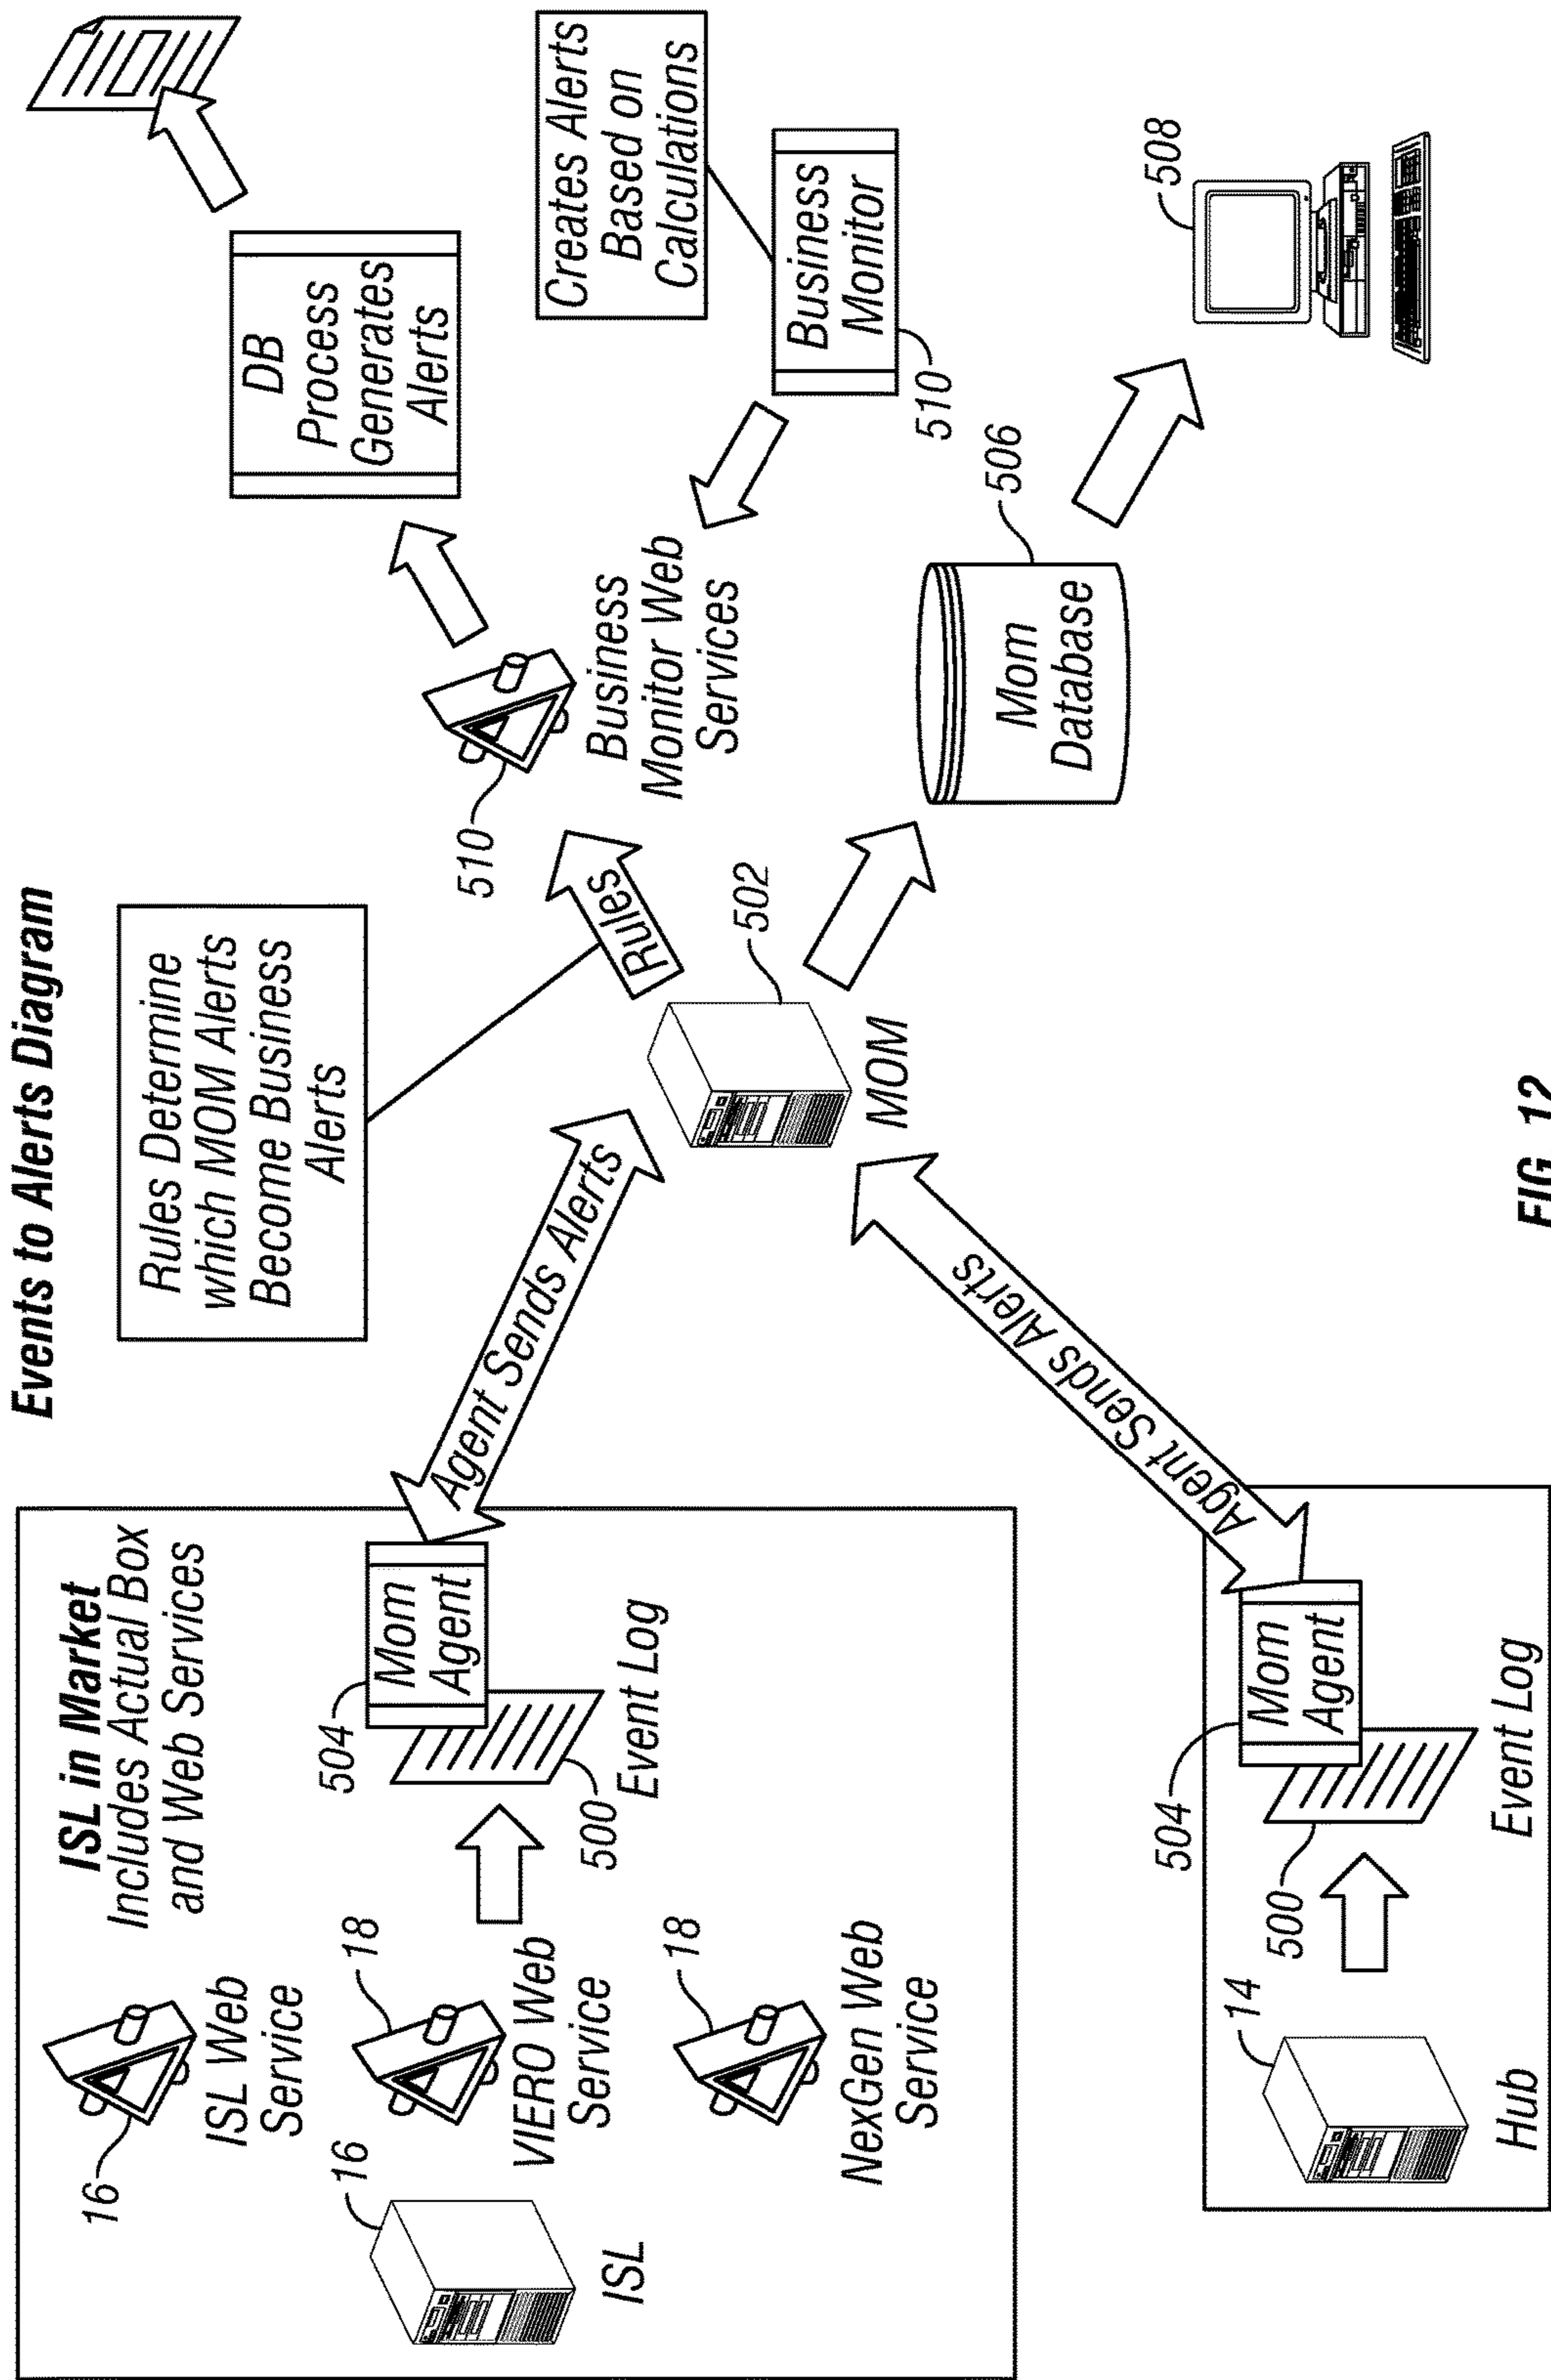 Events to Alerts Diagram
ISL in Market
Includes Actual Box
and Web Services
16
ISL Web
Service
16
ISL
18
VIERO Web
Service
18
NexGen Web
Service
504
Mom
Agent
500
Event Log
Agent Sends Alerts
Rules Determine
which MOM Alerts
Become Business
Alerts
Rules
502
MOM
510
Business
Monitor Web
Services
DB
Process
Generates
Alerts
Creates Alerts
Based on
Calculations
Business
Monitor
510
506
Mom
Database
508
14
Hub
504
Mom
Agent
500
Event Log
Agent Sends Alerts
FIG. 12